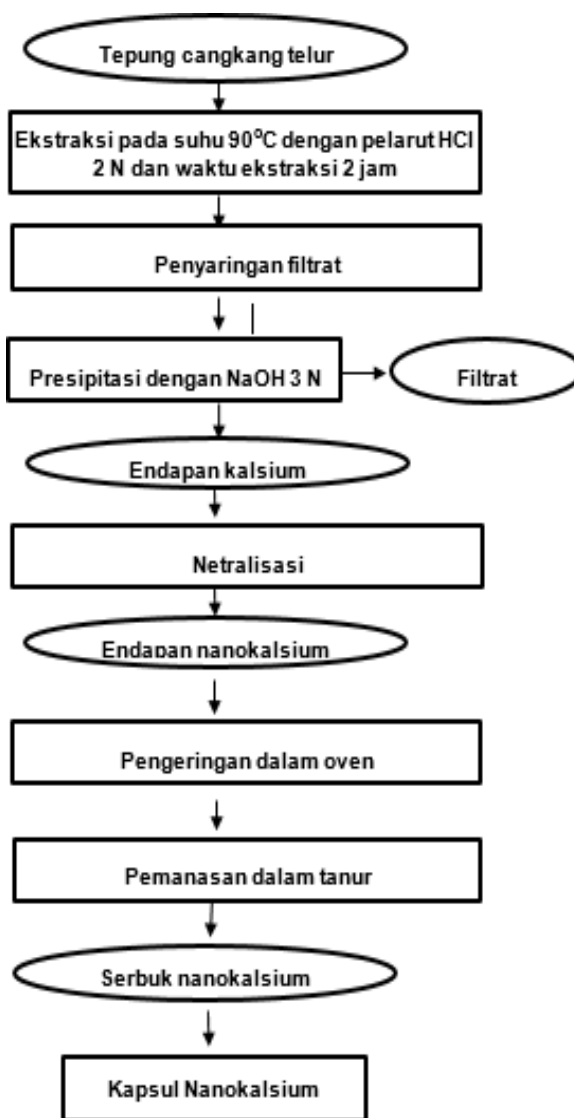 Tepung cangkang telur
Ekstraksi pada suhu 90°C dengan pelarut HCl
2 N dan waktu ekstraksi 2 jam
Penyaringan filtrat
Presipitasi dengan NaOH 3 N
Filtrat
Endapan kalsium
Netralisasi
Endapan nanokalsium
Pengeringan dalam oven
Pemanasan dalam tanur
Serbuk nanokalsium
Kapsul Nanokalsium